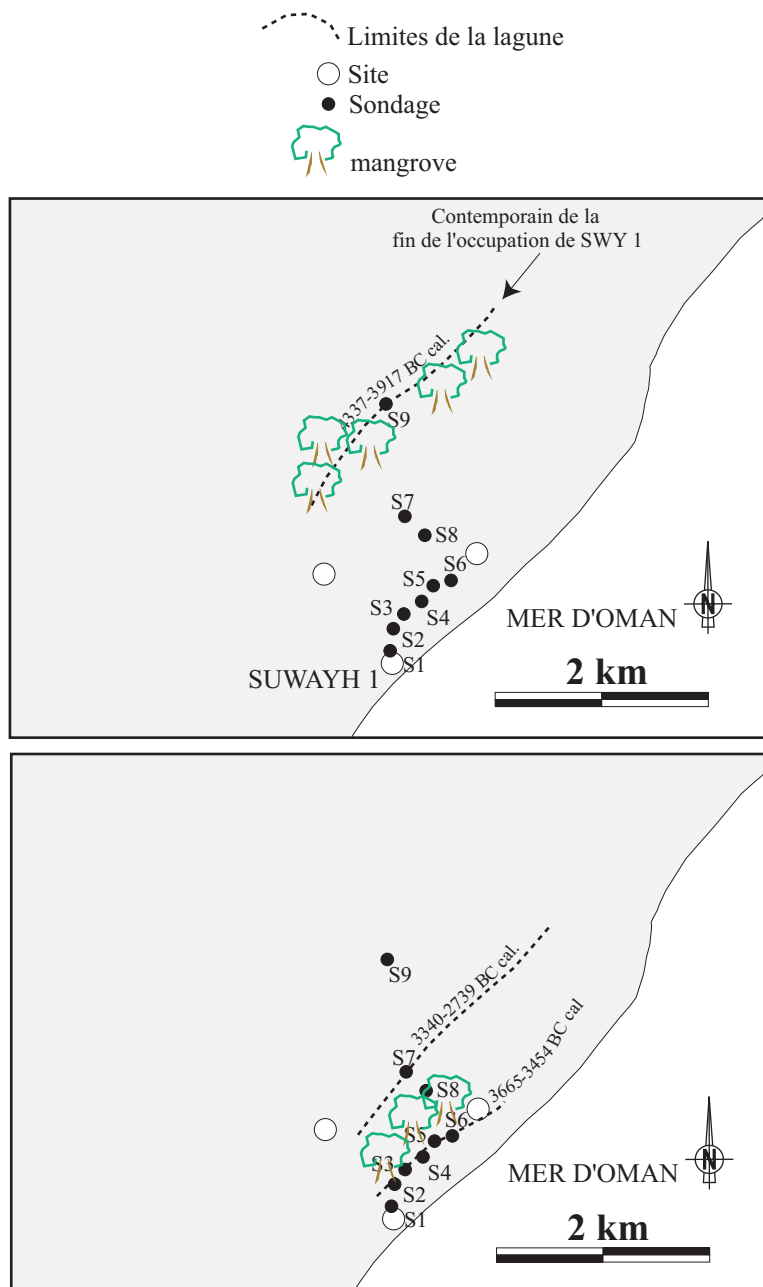 Limites de la lagune
Site
Sondage
mangrove
Contemporain de la
fin de l'occupation de SWY 1
4337-3917 BC cal.
S9
S7
S8
S6
S5
S3
S4
S2
MER D'OMAN
N
S1
SUWAYH 1
2 km
S9
3340-2739 BC cal.
S7
3665-3454 BC cal
S8
S6
S5
S3
S4
MER D'OMAN
N
S2
S1
2 km